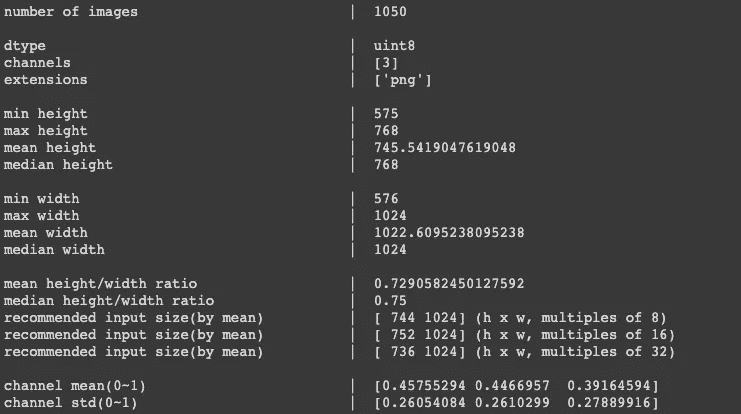 number of images | 1050
dtype | uint8
channels | [3]
extensions | ['png']
min height | 575
max height | 768
mean height | 745.5419047619048
median height | 768
min width | 576
max width | 1024
mean width | 1022.6095238095238
median width | 1024
mean height/width ratio | 0.7290582450127592
median height/width ratio | 0.75
recommended input size(by mean) | [ 744 1024] (h x w, multiples of 8)
recommended input size(by mean) | [ 752 1024] (h x w, multiples of 16)
recommended input size(by mean) | [ 736 1024] (h x w, multiples of 32)
channel mean(0~1) | [0.45755294 0.4466957 0.39164594]
channel std(0~1) | [0.26054084 0.2610299 0.27889916]